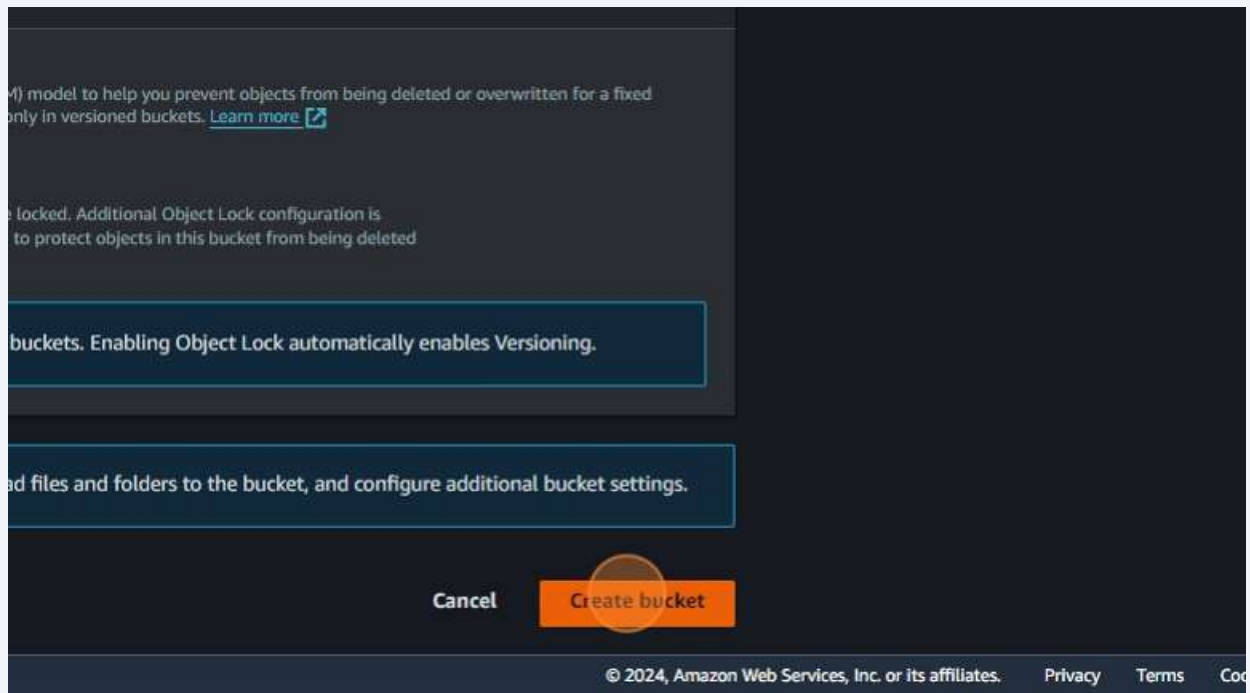 M) model to help you prevent objects from being deleted or overwritten for a fixed
only in versioned buckets. Learn more
locked. Additional Object Lock configuration is
to protect objects in this bucket from being deleted
buckets. Enabling Object Lock automatically enables Versioning.
ad files and folders to the bucket, and configure additional bucket settings.
Cancel Create bucket
© 2024, Amazon Web Services, Inc. or its affiliates. Privacy Terms Coo